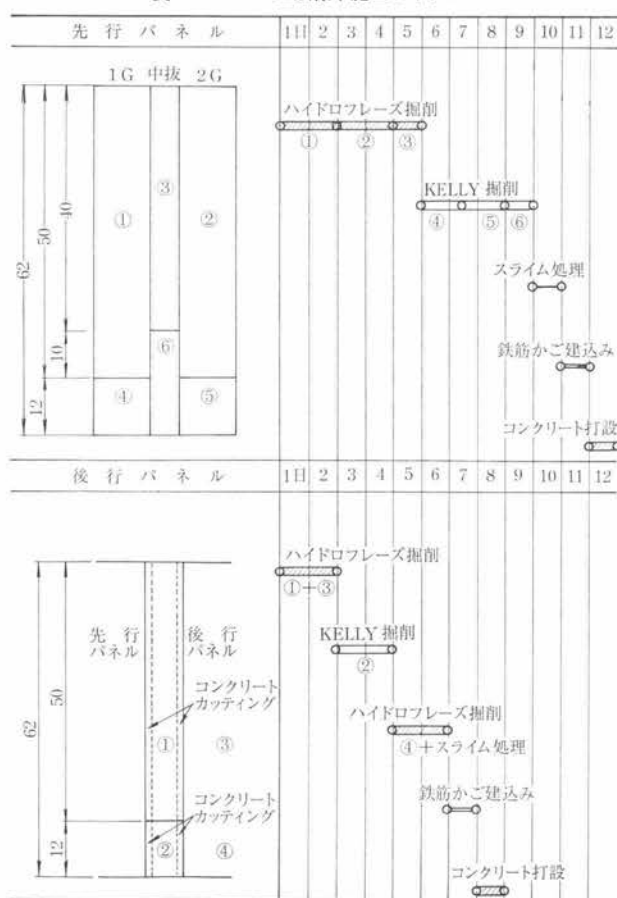 先行パネル 1日 2 3 4 5 6 7 8 9 10 11 12
1G 中抜 2G
ハイドロフレーズ掘削
① ② ③
③
KELLY 掘削
① ②
④ ⑤ ⑥
40
50
62
スライム処理
⑥
10
鉄筋かご建込み
④ ⑤
12
コンクリート打設
後行パネル 1日 2 3 4 5 6 7 8 9 10 11 12
ハイドロフレーズ掘削
①+③
先行パネル
後行パネル
KELLY 掘削
②
コンクリートカッティング
50
62
① ③
ハイドロフレーズ掘削
④+スライム処理
コンクリートカッティング
鉄筋かご建込み
12
② ④
コンクリート打設